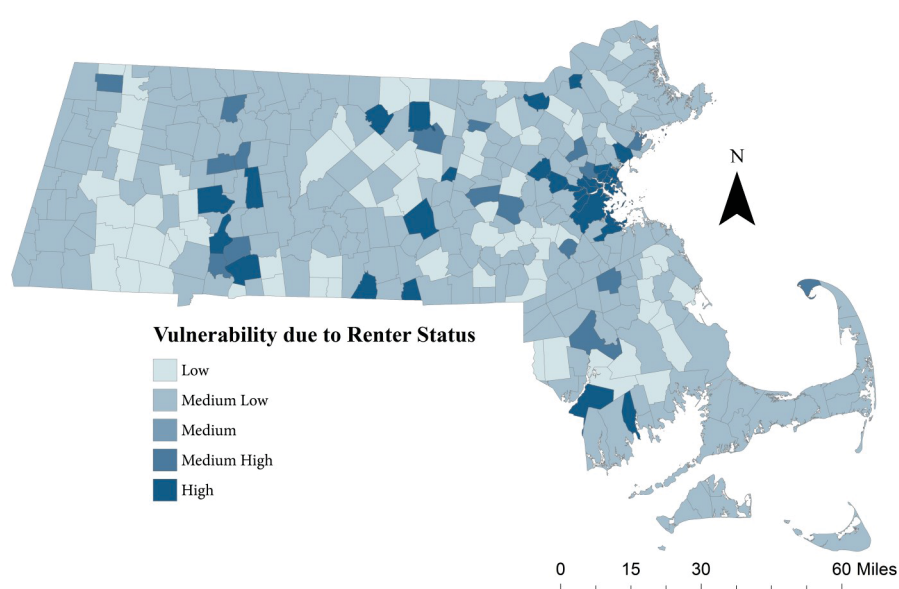 N
Vulnerability due to Renter Status
Low
Medium Low
Medium
Medium High
High
0 15 30 60 Miles